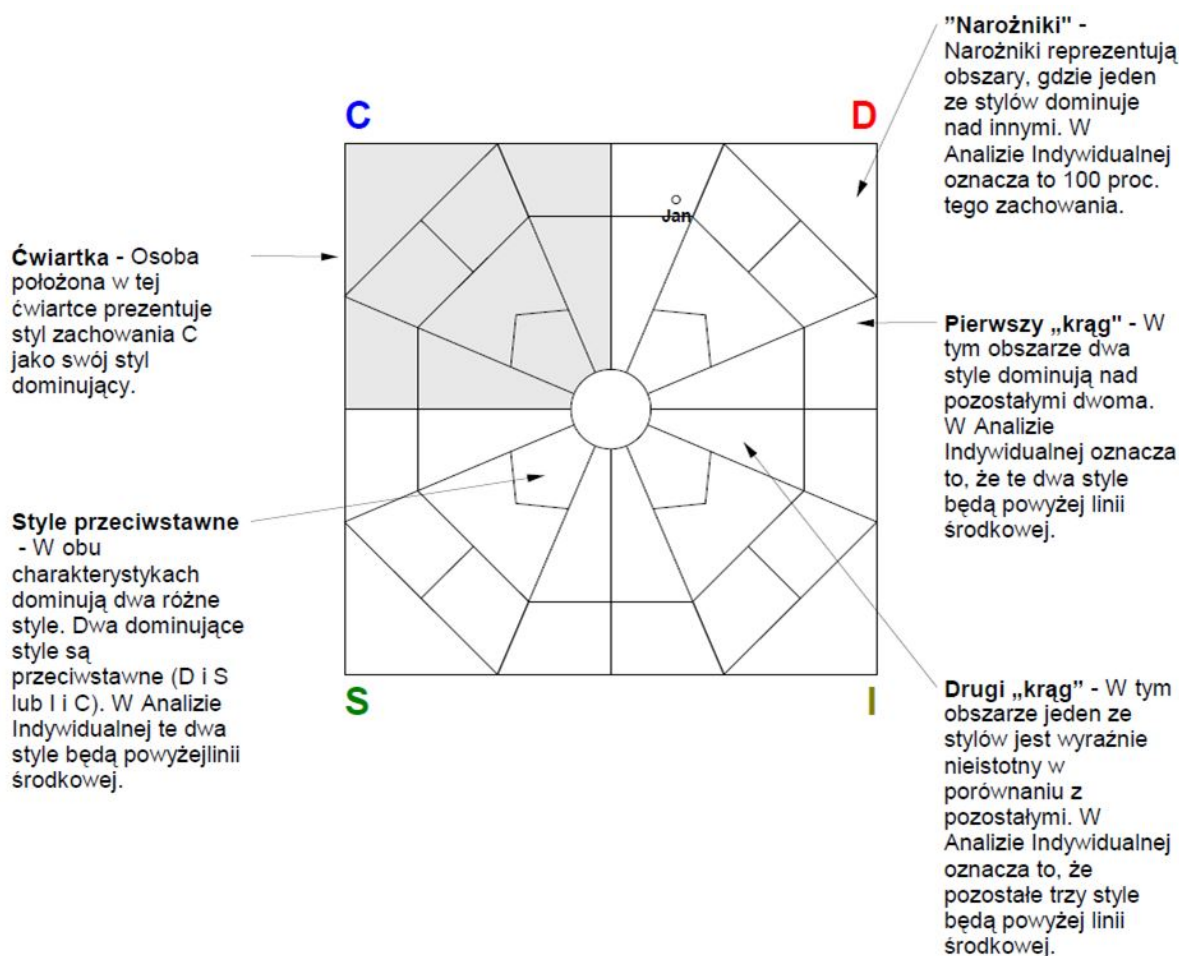 C
D
S
I
Jan
Ćwiartka - Osoba
położona w tej
ćwiartce prezentuje
styl zachowania C
jako swój styl
dominujący.
Style przeciwstawne
- W obu
charakterystykach
dominują dwa różne
style. Dwa dominujące
style są
przeciwstawne (D i S
lub I i C). W Analizie
Indywidualnej te dwa
style będą powyżejlinii
środkowej.
"Narożniki" -
Narożniki reprezentują
obszary, gdzie jeden
ze stylów dominuje
nad innymi. W
Analizie Indywidualnej
oznacza to 100 proc.
tego zachowania.
Pierwszy „krąg" - W
tym obszarze dwa
style dominują nad
pozostałymi dwoma.
W Analizie
Indywidualnej oznacza
to, że te dwa style
będą powyżej linii
środkowej.
Drugi „krąg” - W tym
obszarze jeden ze
stylów jest wyraźnie
nieistotny w
porównaniu z
pozostałymi. W
Analizie Indywidualnej
oznacza to, że
pozostałe trzy style
będą powyżej linii
środkowej.